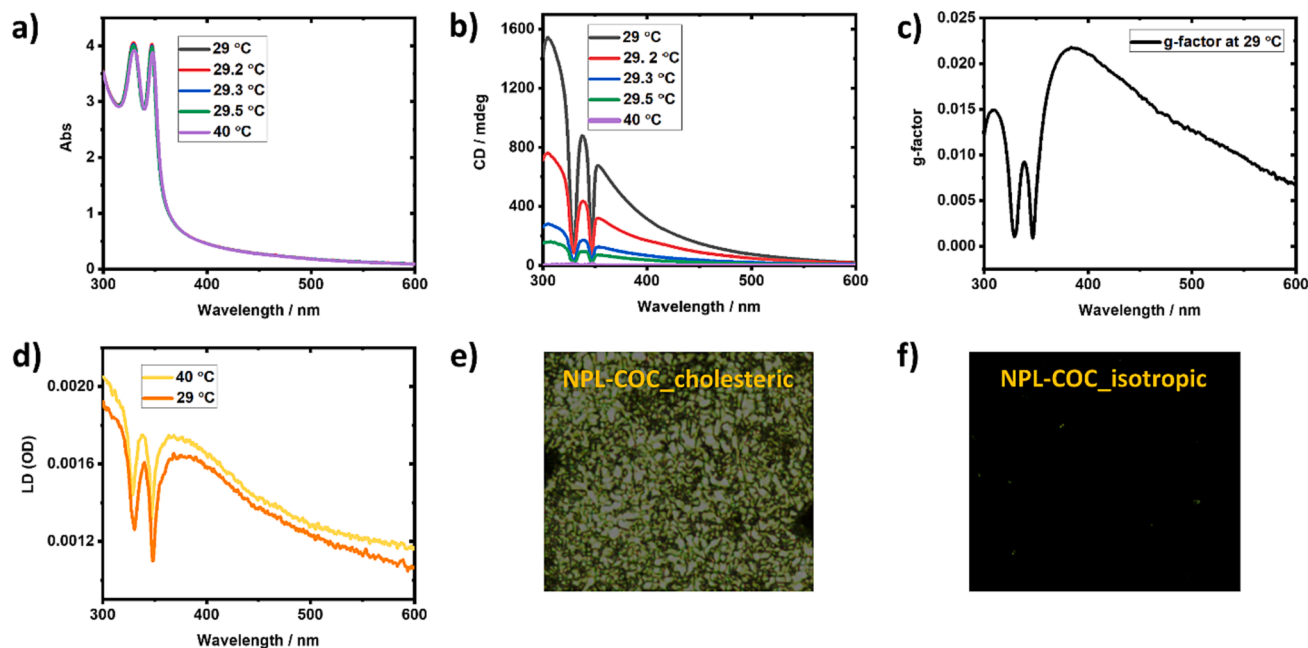 a)
4
3
2
1
0
Abs
29 °C
29.2 °C
29.3 °C
29.5 °C
40 °C
300 400 500 600
Wavelength / nm
b)
1600
1200
800
400
0
CD / mdeg
29 °C
29. 2 °C
29.3 °C
29.5 °C
40 °C
300 400 500 600
Wavelength / nm
c)
0.025
0.020
0.015
0.010
0.005
0.000
g-factor
g-factor at 29 °C
300 400 500 600
Wavelength / nm
d)
0.0020
0.0016
0.0012
LD (OD)
40 °C
29 °C
300 400 500 600
Wavelength / nm
e)
NPL-COC_cholesteric
f)
NPL-COC_isotropic